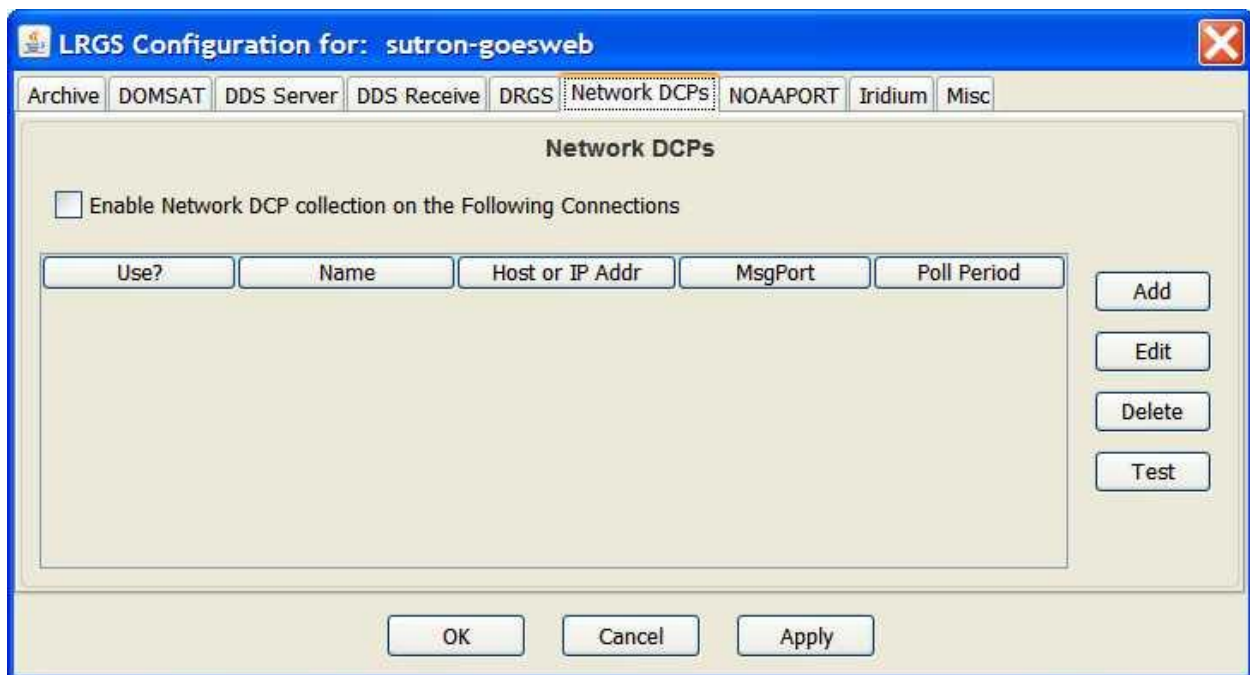 LRGS Configuration for: sutron-goesweb
Archive DOMSAT DDS Server DDS Receive DRGS Network DCPs NOAAPORT Iridium Misc
Network DCPs
Enable Network DCP collection on the Following Connections
Use? Name Host or IP Addr MsgPort Poll Period
Add
Edit
Delete
Test
OK Cancel Apply